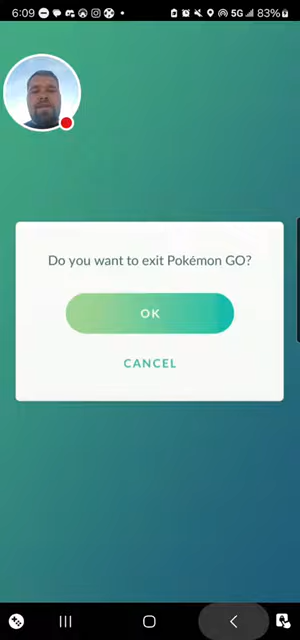 6:09
5G 83%
Do you want to exit Pokémon GO?
OK
CANCEL